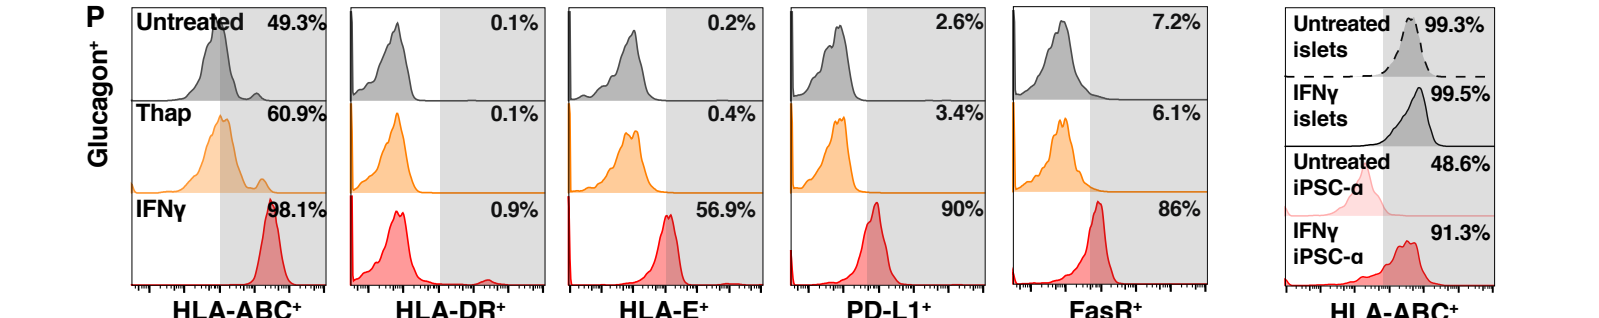 P
Glucagon⁺
Untreated 49.3%
Thap 60.9%
IFNγ 98.1%
HLA-ABC⁺
0.1%
0.1%
0.9%
HLA-DR⁺
0.2%
0.4%
56.9%
HLA-E⁺
2.6%
3.4%
90%
PD-L1⁺
7.2%
6.1%
86%
FasR⁺
Untreated 99.3%
islets
IFNγ 99.5%
islets
Untreated 48.6%
iPSC-α
IFNγ 91.3%
iPSC-α
HLA-ABC⁺